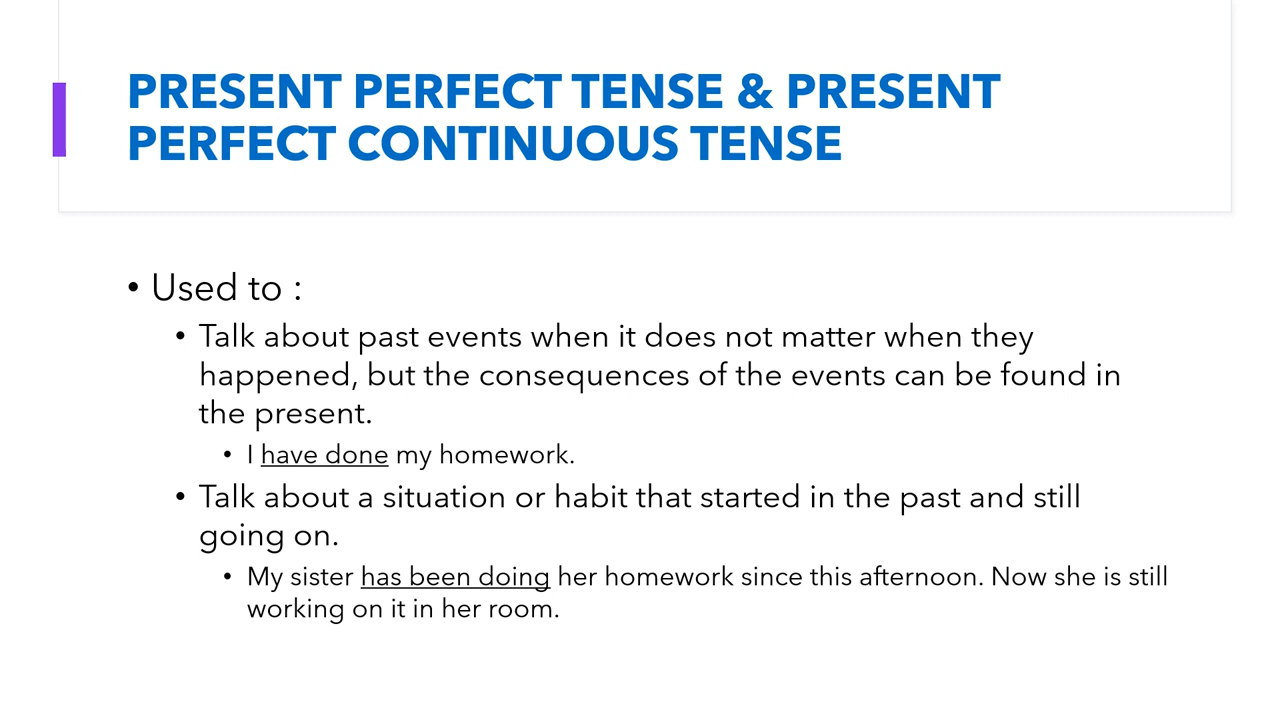 PRESENT PERFECT TENSE & PRESENT
PERFECT CONTINUOUS TENSE
• Used to :
• Talk about past events when it does not matter when they
happened, but the consequences of the events can be found in
the present.
• I have done my homework.
• Talk about a situation or habit that started in the past and still
going on.
• My sister has been doing her homework since this afternoon. Now she is still
working on it in her room.